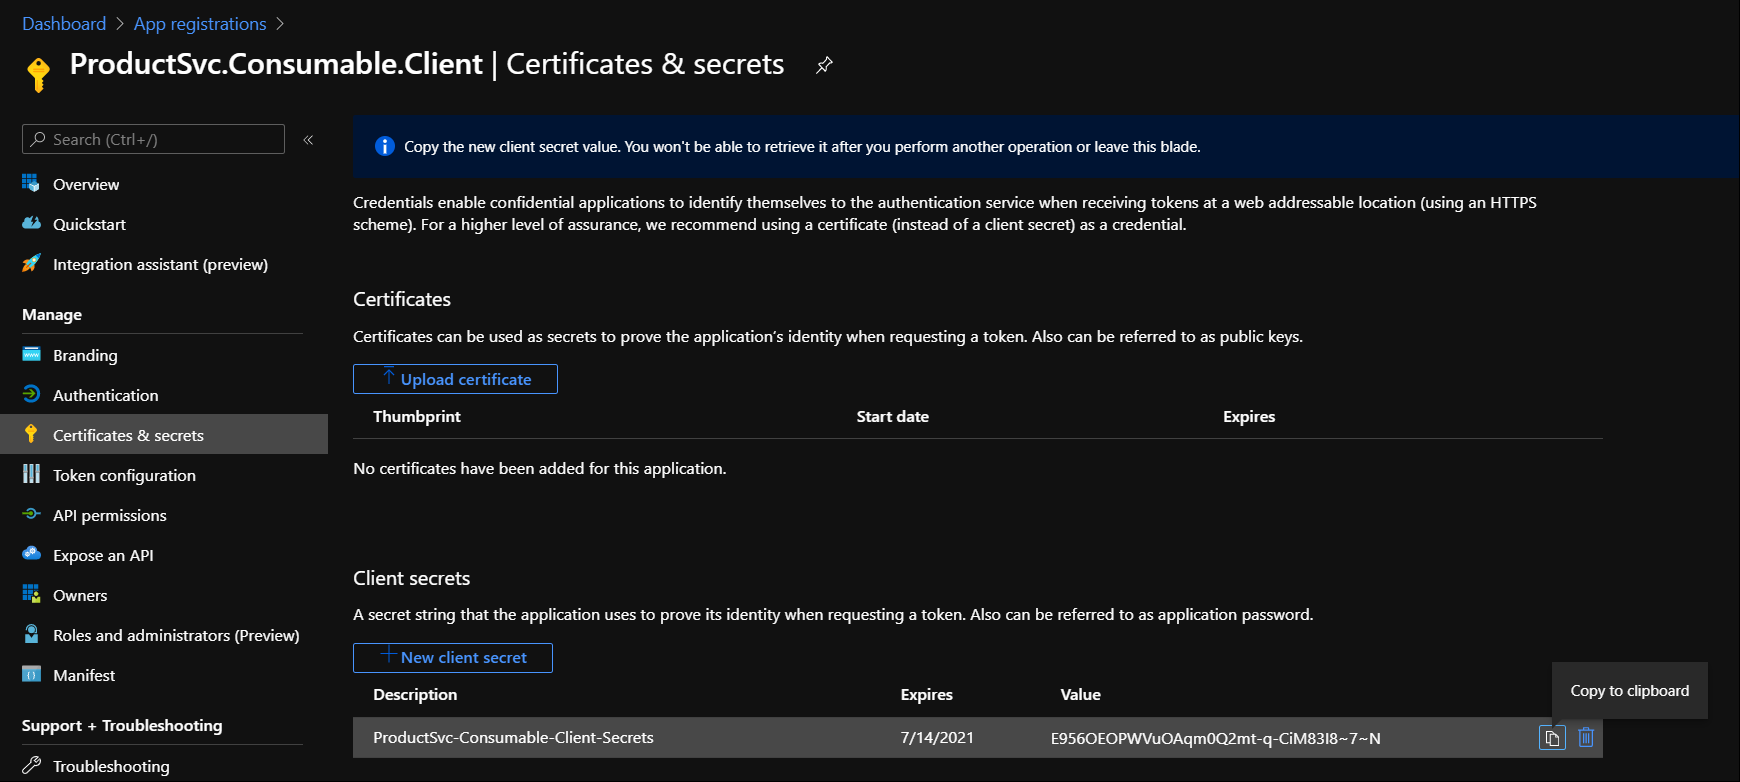 Dashboard > App registrations >
ProductSvc.Consumable.Client | Certificates & secrets
Search (Ctrl+/)
«
Overview
Quickstart
Integration assistant (preview)
Manage
Branding
Authentication
Certificates & secrets
Token configuration
API permissions
Expose an API
Owners
Roles and administrators (Preview)
Manifest
Support + Troubleshooting
Troubleshooting
Copy the new client secret value. You won't be able to retrieve it after you perform another operation or leave this blade.
Credentials enable confidential applications to identify themselves to the authentication service when receiving tokens at a web addressable location (using an HTTPS
scheme). For a higher level of assurance, we recommend using a certificate (instead of a client secret) as a credential.
Certificates
Certificates can be used as secrets to prove the application’s identity when requesting a token. Also can be referred to as public keys.
Upload certificate
Thumbprint Start date Expires
No certificates have been added for this application.
Client secrets
A secret string that the application uses to prove its identity when requesting a token. Also can be referred to as application password.
New client secret
Description Expires Value
Copy to clipboard
ProductSvc-Consumable-Client-Secrets 7/14/2021 E956OEOPWVuOAqm0Q2mt-q-CiM83I8~7~N